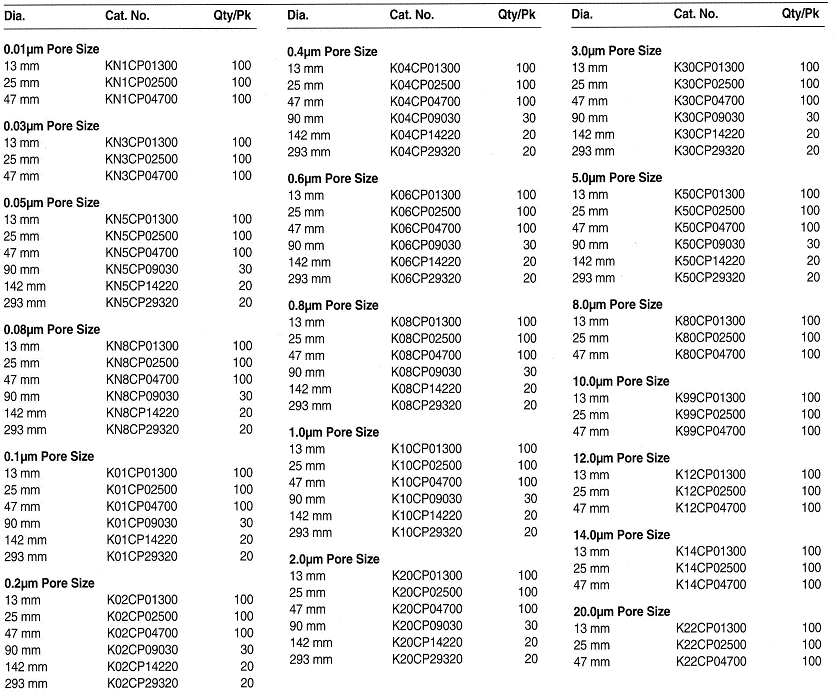 Dia. Cat. No. Qty/Pk
0.01µm Pore Size
13 mm KN1CP01300 100
25 mm KN1CP02500 100
47 mm KN1CP04700 100
0.03µm Pore Size
13 mm KN3CP01300 100
25 mm KN3CP02500 100
47 mm KN3CP04700 100
0.05µm Pore Size
13 mm KN5CP01300 100
25 mm KN5CP02500 100
47 mm KN5CP04700 100
90 mm KN5CP09030 30
142 mm KN5CP14220 20
293 mm KN5CP29320 20
0.08µm Pore Size
13 mm KN8CP01300 100
25 mm KN8CP02500 100
47 mm KN8CP04700 100
90 mm KN8CP09030 30
142 mm KN8CP14220 20
293 mm KN8CP29320 20
0.1µm Pore Size
13 mm K01CP01300 100
25 mm K01CP02500 100
47 mm K01CP04700 100
90 mm K01CP09030 30
142 mm K01CP14220 20
293 mm K01CP29320 20
0.2µm Pore Size
13 mm K02CP01300 100
25 mm K02CP02500 100
47 mm K02CP04700 100
90 mm K02CP09030 30
142 mm K02CP14220 20
293 mm K02CP29320 20
Dia. Cat. No. Qty/Pk
0.4µm Pore Size
13 mm K04CP01300 100
25 mm K04CP02500 100
47 mm K04CP04700 100
90 mm K04CP09030 30
142 mm K04CP14220 20
293 mm K04CP29320 20
0.6µm Pore Size
13 mm K06CP01300 100
25 mm K06CP02500 100
47 mm K06CP04700 100
90 mm K06CP09030 30
142 mm K06CP14220 20
293 mm K06CP29320 20
0.8µm Pore Size
13 mm K08CP01300 100
25 mm K08CP02500 100
47 mm K08CP04700 100
90 mm K08CP09030 30
142 mm K08CP14220 20
293 mm K08CP29320 20
1.0µm Pore Size
13 mm K10CP01300 100
25 mm K10CP02500 100
47 mm K10CP04700 100
90 mm K10CP09030 30
142 mm K10CP14220 20
293 mm K10CP29320 20
2.0µm Pore Size
13 mm K20CP01300 100
25 mm K20CP02500 100
47 mm K20CP04700 100
90 mm K20CP09030 30
142 mm K20CP14220 20
293 mm K20CP29320 20
Dia. Cat. No. Qty/Pk
3.0µm Pore Size
13 mm K30CP01300 100
25 mm K30CP02500 100
47 mm K30CP04700 100
90 mm K30CP09030 30
142 mm K30CP14220 20
293 mm K30CP29320 20
5.0µm Pore Size
13 mm K50CP01300 100
25 mm K50CP02500 100
47 mm K50CP04700 100
90 mm K50CP09030 30
142 mm K50CP14220 20
293 mm K50CP29320 20
8.0µm Pore Size
13 mm K80CP01300 100
25 mm K80CP02500 100
47 mm K80CP04700 100
10.0µm Pore Size
13 mm K99CP01300 100
25 mm K99CP02500 100
47 mm K99CP04700 100
12.0µm Pore Size
13 mm K12CP01300 100
25 mm K12CP02500 100
47 mm K12CP04700 100
14.0µm Pore Size
13 mm K14CP01300 100
25 mm K14CP02500 100
47 mm K14CP04700 100
20.0µm Pore Size
13 mm K22CP01300 100
25 mm K22CP02500 100
47 mm K22CP04700 100